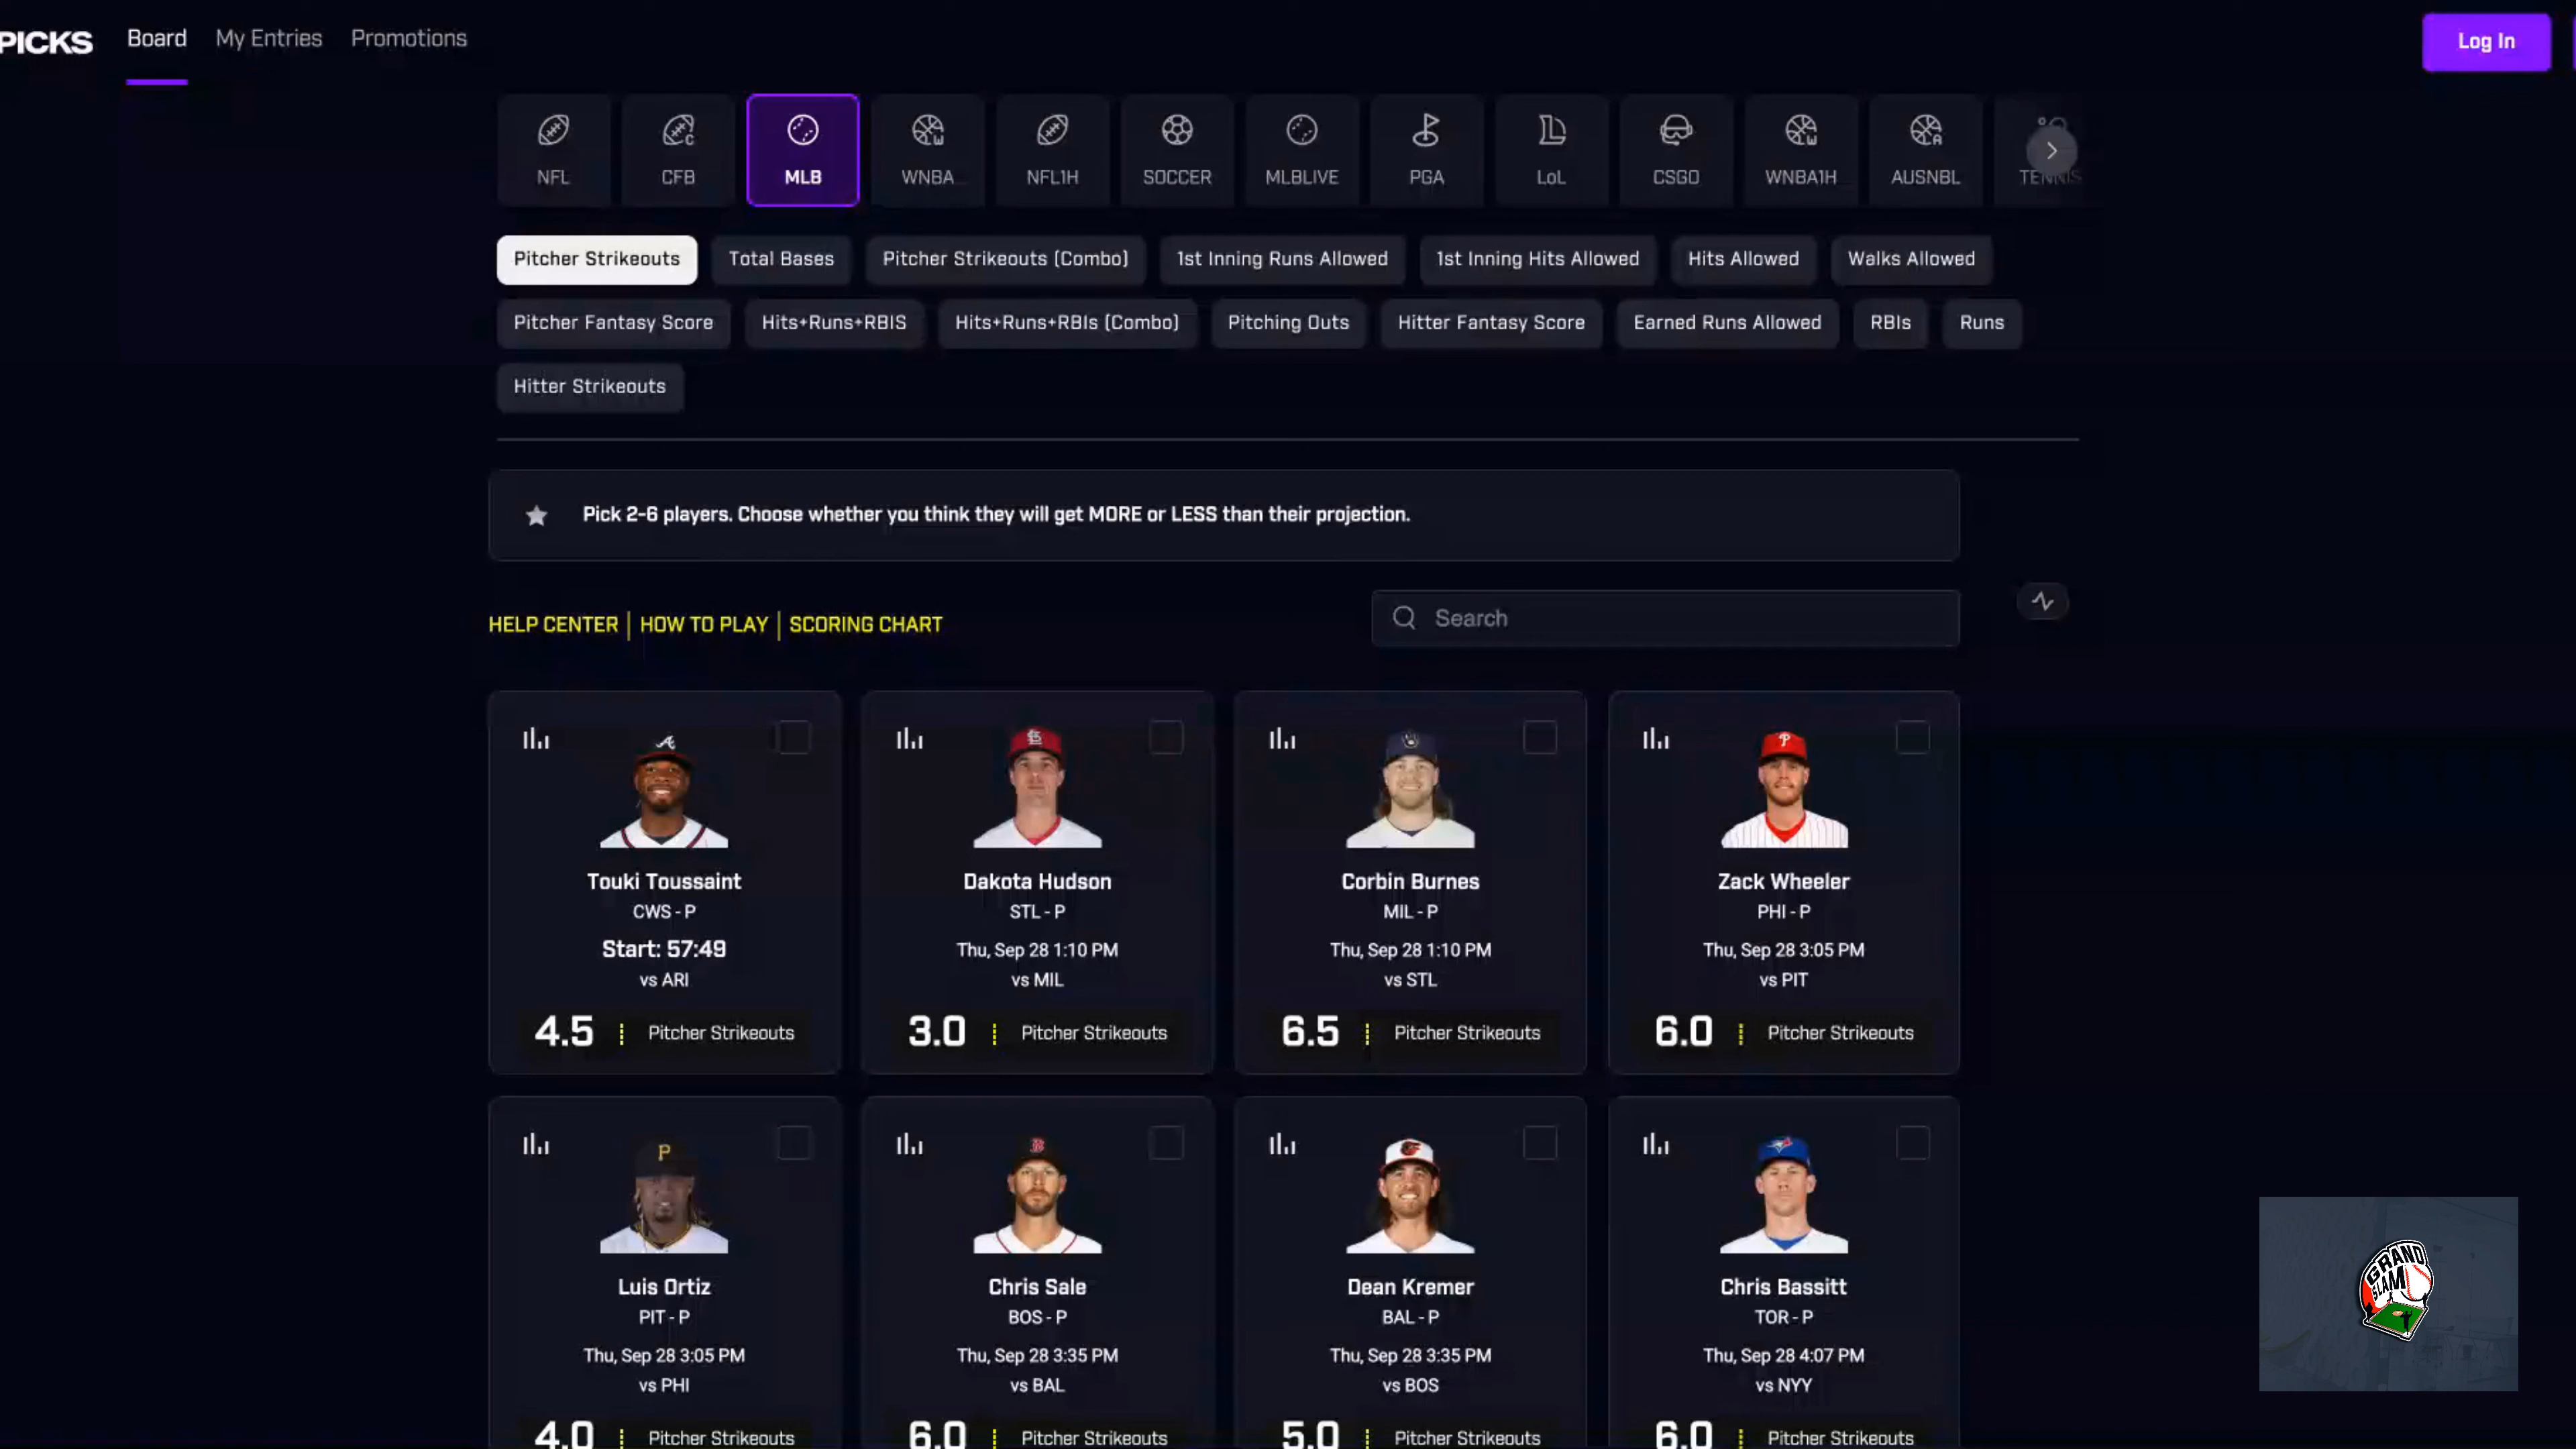 PICKS Board My Entries Promotions Log In
NFL CFB MLB WNBA NFL1H SOCCER MLBLIVE PGA LoL CSGO WNBA1H AUSNBL TENNIS
Pitcher Strikeouts Total Bases Pitcher Strikeouts (Combo) 1st Inning Runs Allowed 1st Inning Hits Allowed Hits Allowed Walks Allowed
Pitcher Fantasy Score Hits+Runs+RBIS Hits+Runs+RBIs (Combo) Pitching Outs Hitter Fantasy Score Earned Runs Allowed RBIs Runs
Hitter Strikeouts
Pick 2-6 players. Choose whether you think they will get MORE or LESS than their projection.
HELP CENTER HOW TO PLAY SCORING CHART Search
Touki Toussaint
CWS - P
Start: 57:49
vs ARI
4.5 Pitcher Strikeouts
Dakota Hudson
STL - P
Thu, Sep 28 1:10 PM
vs MIL
3.0 Pitcher Strikeouts
Corbin Burnes
MIL - P
Thu, Sep 28 1:10 PM
vs STL
6.5 Pitcher Strikeouts
Zack Wheeler
PHI - P
Thu, Sep 28 3:05 PM
vs PIT
6.0 Pitcher Strikeouts
Luis Ortiz
PIT - P
Thu, Sep 28 3:05 PM
vs PHI
4.0 Pitcher Strikeouts
Chris Sale
BOS - P
Thu, Sep 28 3:35 PM
vs BAL
6.0 Pitcher Strikeouts
Dean Kremer
BAL - P
Thu, Sep 28 3:35 PM
vs BOS
5.0 Pitcher Strikeouts
Chris Bassitt
TOR - P
Thu, Sep 28 4:07 PM
vs NYY
6.0 Pitcher Strikeouts
GRAND
SLAM